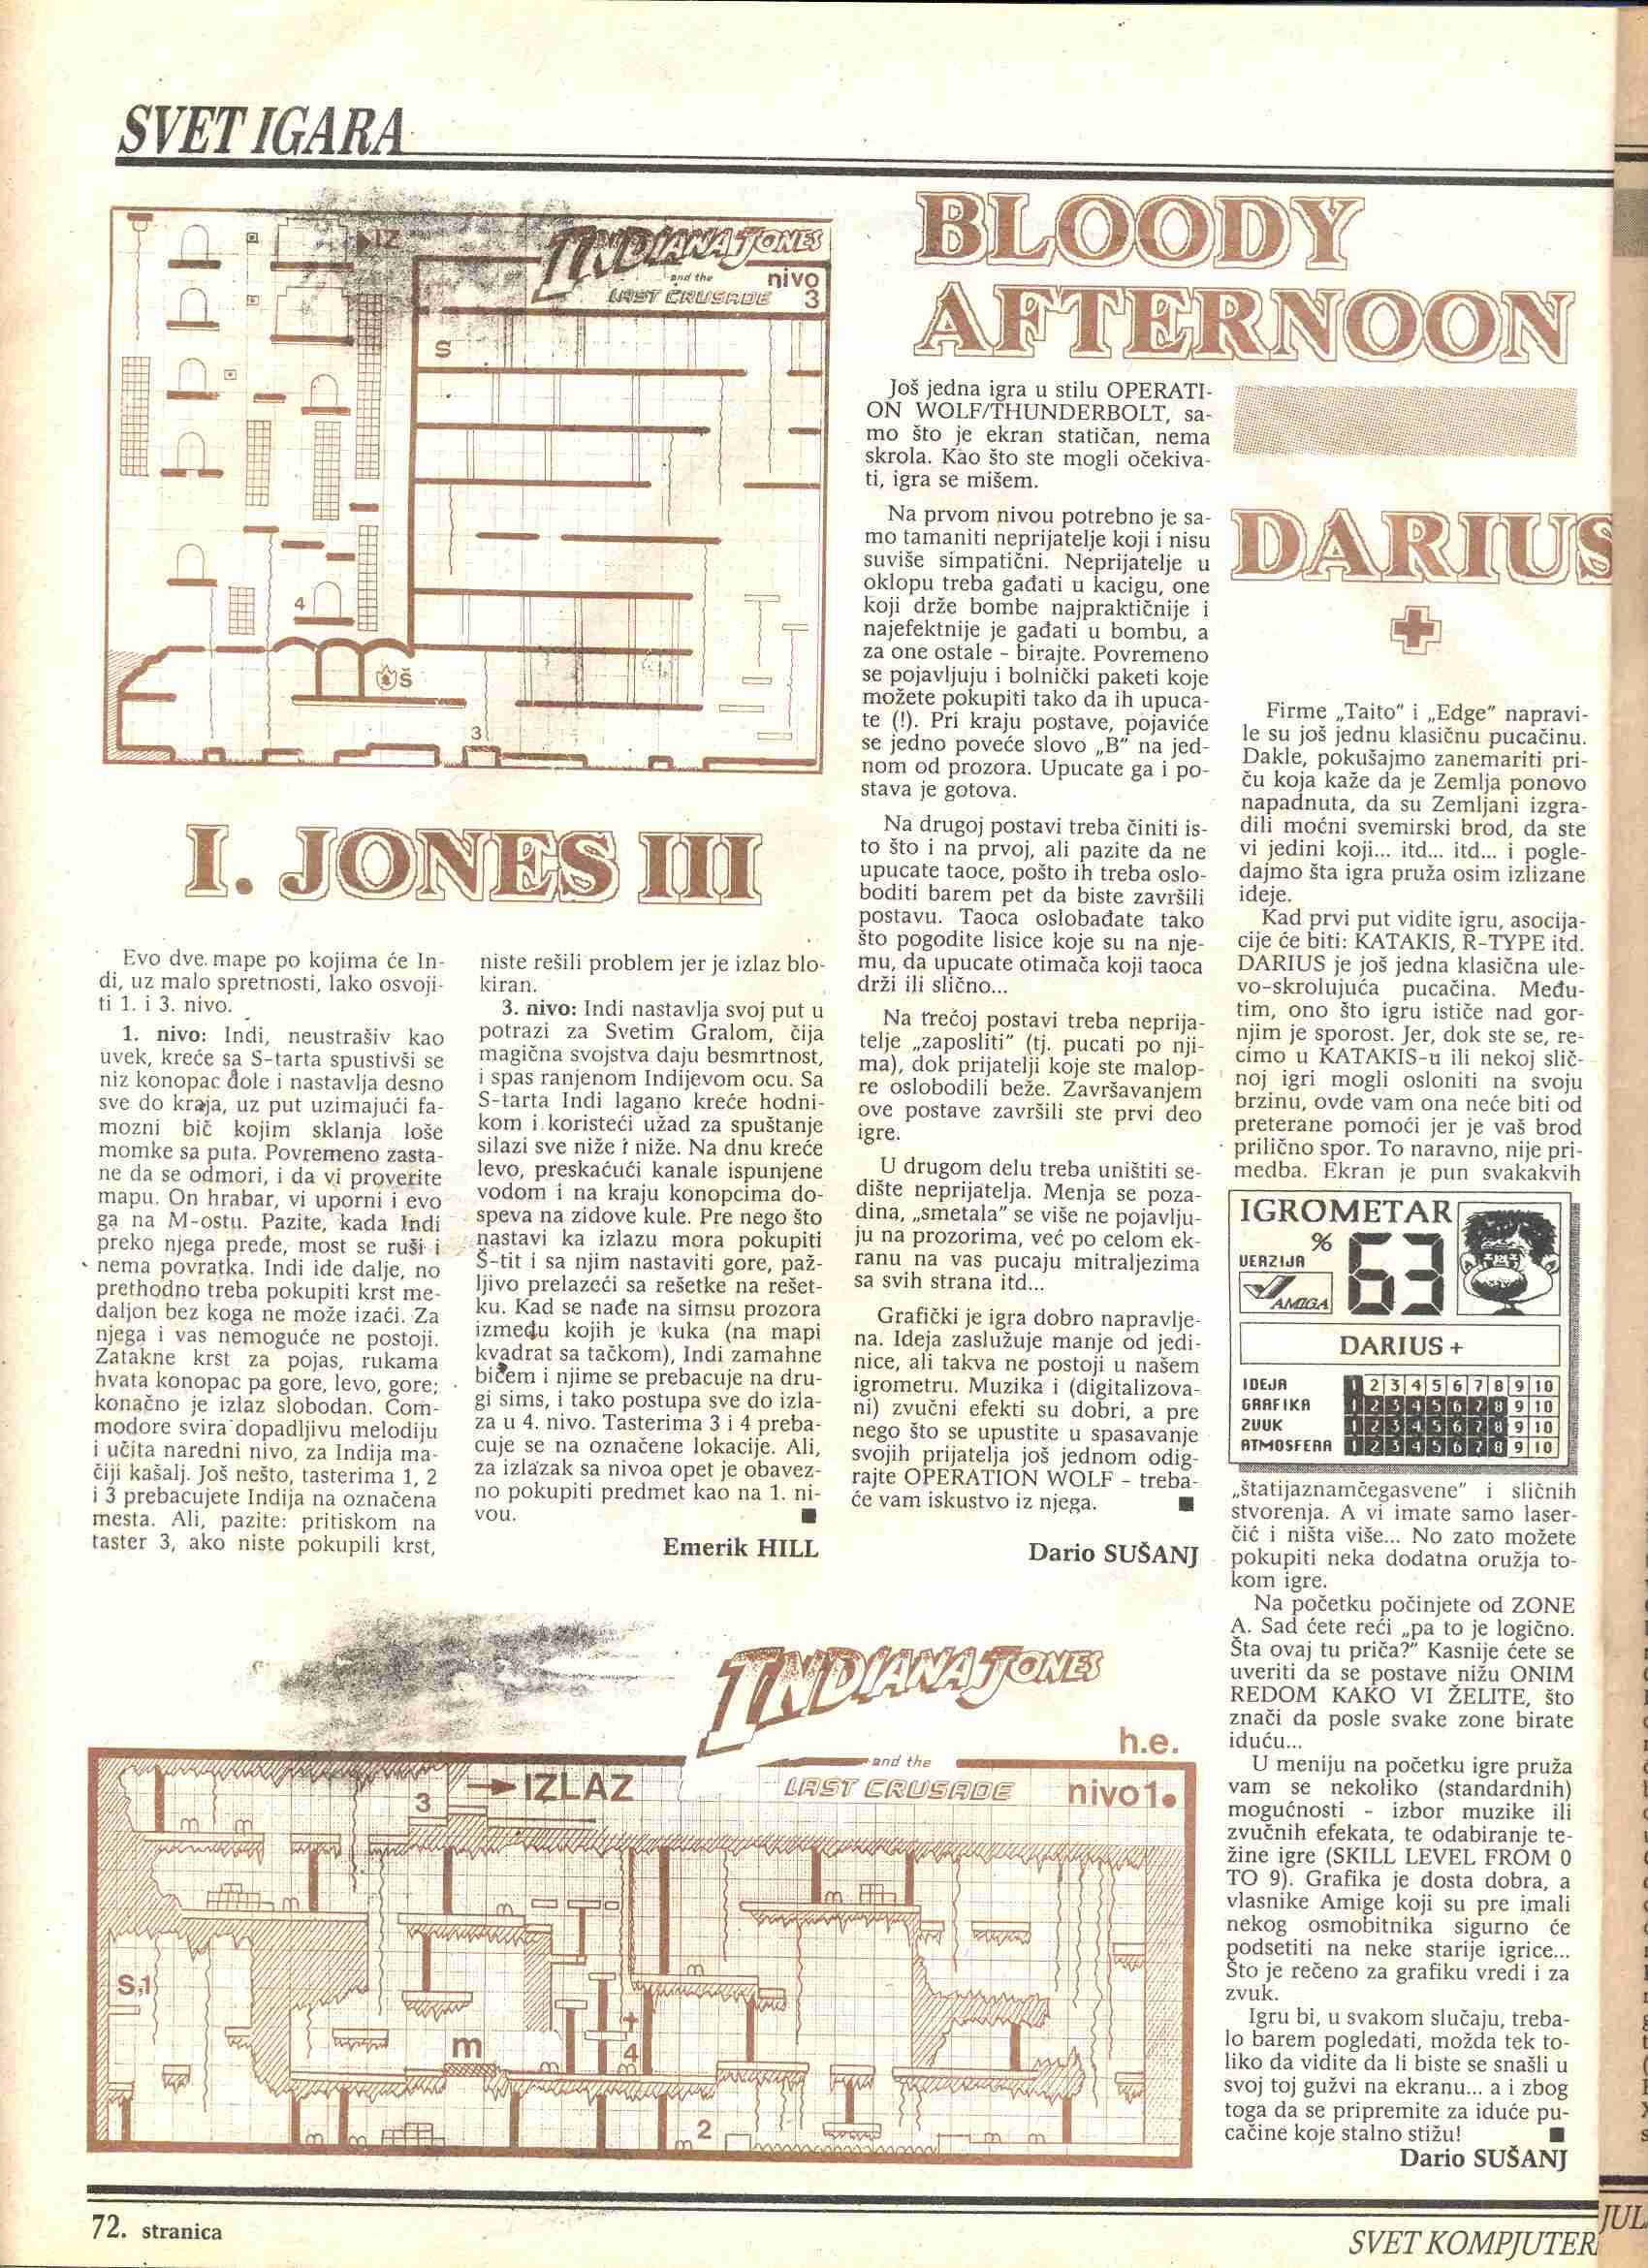 SVET IGARA
IZ
INDIANA JONES
and the
LAST CRUSADE
nivo
3
S
4
Š
3
I. JONES III
Evo dve mape po kojima će In-
di, uz malo spretnosti, lako osvoji-
ti 1. i 3. nivo.
1. nivo: Indi, neustrašiv kao
uvek, kreće sa S-tarta spustivši se
niz konopac dole i nastavlja desno
sve do kraja, uz put uzimajući fa-
mozni bič kojim sklanja loše
momke sa puta. Povremeno zasta-
ne da se odmori, i da vi proverite
mapu. On hrabar, vi uporni i evo
ga na M-ostu. Pazite, kada Indi
preko njega pređe, most se ruši i
nema povratka. Indi ide dalje, no
prethodno treba pokupiti krst me-
daljon bez koga ne može izaći. Za
njega i vas nemoguće ne postoji.
Zatakne krst za pojas, rukama
hvata konopac pa gore, levo, gore;
konačno je izlaz slobodan. Com-
modore svira dopadljivu melodiju
i učita naredni nivo, za Indija ma-
čiji kašalj. Još nešto, tasterima 1, 2
i 3 prebacujete Indija na označena
mesta. Ali, pazite: pritiskom na
taster 3, ako niste pokupili krst,
niste rešili problem jer je izlaz blo-
kiran.
3. nivo: Indi nastavlja svoj put u
potrazi za Svetim Gralom, čija
magična svojstva daju besmrtnost,
i spas ranjenom Indijevom ocu. Sa
S-tarta Indi lagano kreće hodni-
kom i koristeći užad za spuštanje
silazi sve niže i niže. Na dnu kreće
levo, preskačući kanale ispunjene
vodom i na kraju konopcima do-
speva na zidove kule. Pre nego što
nastavi ka izlazu mora pokupiti
Š-tit i sa njim nastaviti gore, paž-
ljivo prelazeći sa rešetke na rešet-
ku. Kad se nađe na simsu prozora
između kojih je kuka (na mapi
kvadrat sa tačkom), Indi zamahne
bičem i njime se prebacuje na dru-
gi sims, i tako postupa sve do izla-
za u 4. nivo. Tasterima 3 i 4 preba-
cuje se na označene lokacije. Ali,
za izlazak sa nivoa opet je obavez-
no pokupiti predmet kao na 1. ni-
vou.
Emerik HILL
BLOODY
AFTERNOON
Još jedna igra u stilu OPERATI-
ON WOLF/THUNDERBOLT, sa-
mo što je ekran statičan, nema
skrola. Kao što ste mogli očekiva-
ti, igra se mišem.
Na prvom nivou potrebno je sa-
mo tamaniti neprijatelje koji i nisu
suviše simpatični. Neprijatelje u
oklopu treba gađati u kacigu, one
koji drže bombe najpraktičnije i
najefektnije je gađati u bombu, a
za one ostale - birajte. Povremeno
se pojavljuju i bolnički paketi koje
možete pokupiti tako da ih upuca-
te (!). Pri kraju postave, pojaviće
se jedno poveće slovo „B" na jed-
nom od prozora. Upucate ga i po-
stava je gotova.
Na drugoj postavi treba činiti is-
to što i na prvoj, ali pazite da ne
upucate taoce, pošto ih treba oslo-
boditi barem pet da biste završili
postavu. Taoca oslobađate tako
što pogodite lisice koje su na nje-
mu, da upucate otimača koji taoca
drži ili slično...
Na trećoj postavi treba neprija-
telje „zaposliti" (tj. pucati po nji-
ma), dok prijatelji koje ste malop-
re oslobodili beže. Završavanjem
ove postave završili ste prvi deo
igre.
U drugom delu treba uništiti se-
dište neprijatelja. Menja se poza-
dina, „smetala" se više ne pojavlju-
ju na prozorima, već po celom ek-
ranu na vas pucaju mitraljezima
sa svih strana itd...
Grafički je igra dobro napravlje-
na. Ideja zaslužuje manje od jedi-
nice, ali takva ne postoji u našem
igrometru. Muzika i (digitalizova-
ni) zvučni efekti su dobri, a pre
nego što se upustite u spasavanje
svojih prijatelja još jednom odig-
rajte OPERATION WOLF - treba-
će vam iskustvo iz njega.
Dario SUŠANJ
DARIUS
+
Firme „Taito" i „Edge" napravi-
le su još jednu klasičnu pucačinu.
Dakle, pokušajmo zanemariti pri-
ču koja kaže da je Zemlja ponovo
napadnuta, da su Zemljani izgra-
dili moćni svemirski brod, da ste
vi jedini koji... itd... itd... i pogle-
dajmo šta igra pruža osim izlizane
ideje.
Kad prvi put vidite igru, asocija-
cije će biti: KATAKIS, R-TYPE itd.
DARIUS je još jedna klasična ule-
vo-skrolujuća pucačina. Među-
tim, ono što igru ističe nad gor-
njim je sporost. Jer, dok ste se, re-
cimo u KATAKIS-u ili nekoj slič-
noj igri mogli osloniti na svoju
brzinu, ovde vam ona neće biti od
preterane pomoći jer je vaš brod
prilično spor. To naravno, nije pri-
medba. Ekran je pun svakakvih
IGROMETAR
%
VERZIJA
AMIGA
63
DARIUS +
IDEJA 1 2 3 4 5 6 7 8 9 10
GRAFIKA 1 2 3 4 5 6 7 8 9 10
ZVUK 1 2 3 4 5 6 7 8 9 10
ATMOSFERA 1 2 3 4 5 6 7 8 9 10
„štatijaznamčegasvene" i sličnih
stvorenja. A vi imate samo laser-
čić i ništa više... No zato možete
pokupiti neka dodatna oružja to-
kom igre.
Na početku počinjete od ZONE
A. Sad ćete reći „pa to je logično.
Šta ovaj tu priča?" Kasnije ćete se
uveriti da se postave nižu ONIM
REDOM KAKO VI ŽELITE, što
znači da posle svake zone birate
iduću...
U meniju na početku igre pruža
vam se nekoliko (standardnih)
mogućnosti - izbor muzike ili
zvučnih efekata, te odabiranje te-
žine igre (SKILL LEVEL FROM 0
TO 9). Grafika je dosta dobra, a
vlasnike Amige koji su pre imali
nekog osmobitnika sigurno će
podsetiti na neke starije igrice...
Što je rečeno za grafiku vredi i za
zvuk.
Igru bi, u svakom slučaju, treba-
lo barem pogledati, možda tek to-
liko da vidite da li biste se snašli u
svoj toj gužvi na ekranu... a i zbog
toga da se pripremite za iduće pu-
cačine koje stalno stižu!
Dario SUŠANJ
INDIANA JONES
and the
LAST CRUSADE
h.e.
nivo1.
IZLAZ
3
S,1
m
+
4
2
72. stranica
SVET KOMPJUTER
JUL